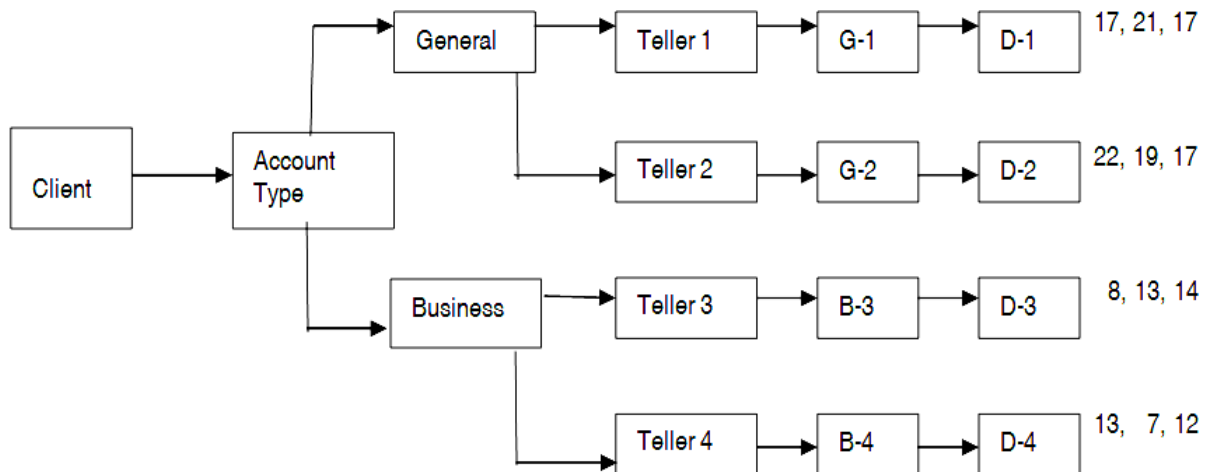 General
Teller 1
G-1
D-1
17, 21, 17
Client
Account
Type
Teller 2
G-2
D-2
22, 19, 17
Business
Teller 3
B-3
D-3
8, 13, 14
Teller 4
B-4
D-4
13, 7, 12